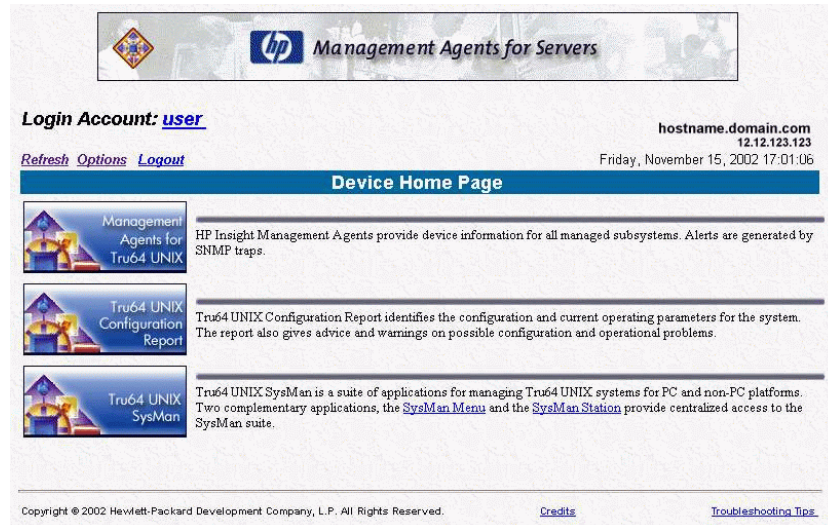 hp Management Agents for Servers
Login Account: user
hostname.domain.com
12.12.123.123
Refresh Options Logout
Friday, November 15, 2002 17:01:06
Device Home Page
Management
Agents for
Tru64 UNIX
HP Insight Management Agents provide device information for all managed subsystems. Alerts are generated by
SNMP traps.
Tru64 UNIX
Configuration
Report
Tru64 UNIX Configuration Report identifies the configuration and current operating parameters for the system.
The report also gives advice and warnings on possible configuration and operational problems.
Tru64 UNIX
SysMan
Tru64 UNIX SysMan is a suite of applications for managing Tru64 UNIX systems for PC and non-PC platforms.
Two complementary applications, the SysMan Menu and the SysMan Station provide centralized access to the
SysMan suite.
Copyright © 2002 Hewlett-Packard Development Company, L.P. All Rights Reserved. Credits Troubleshooting Tips